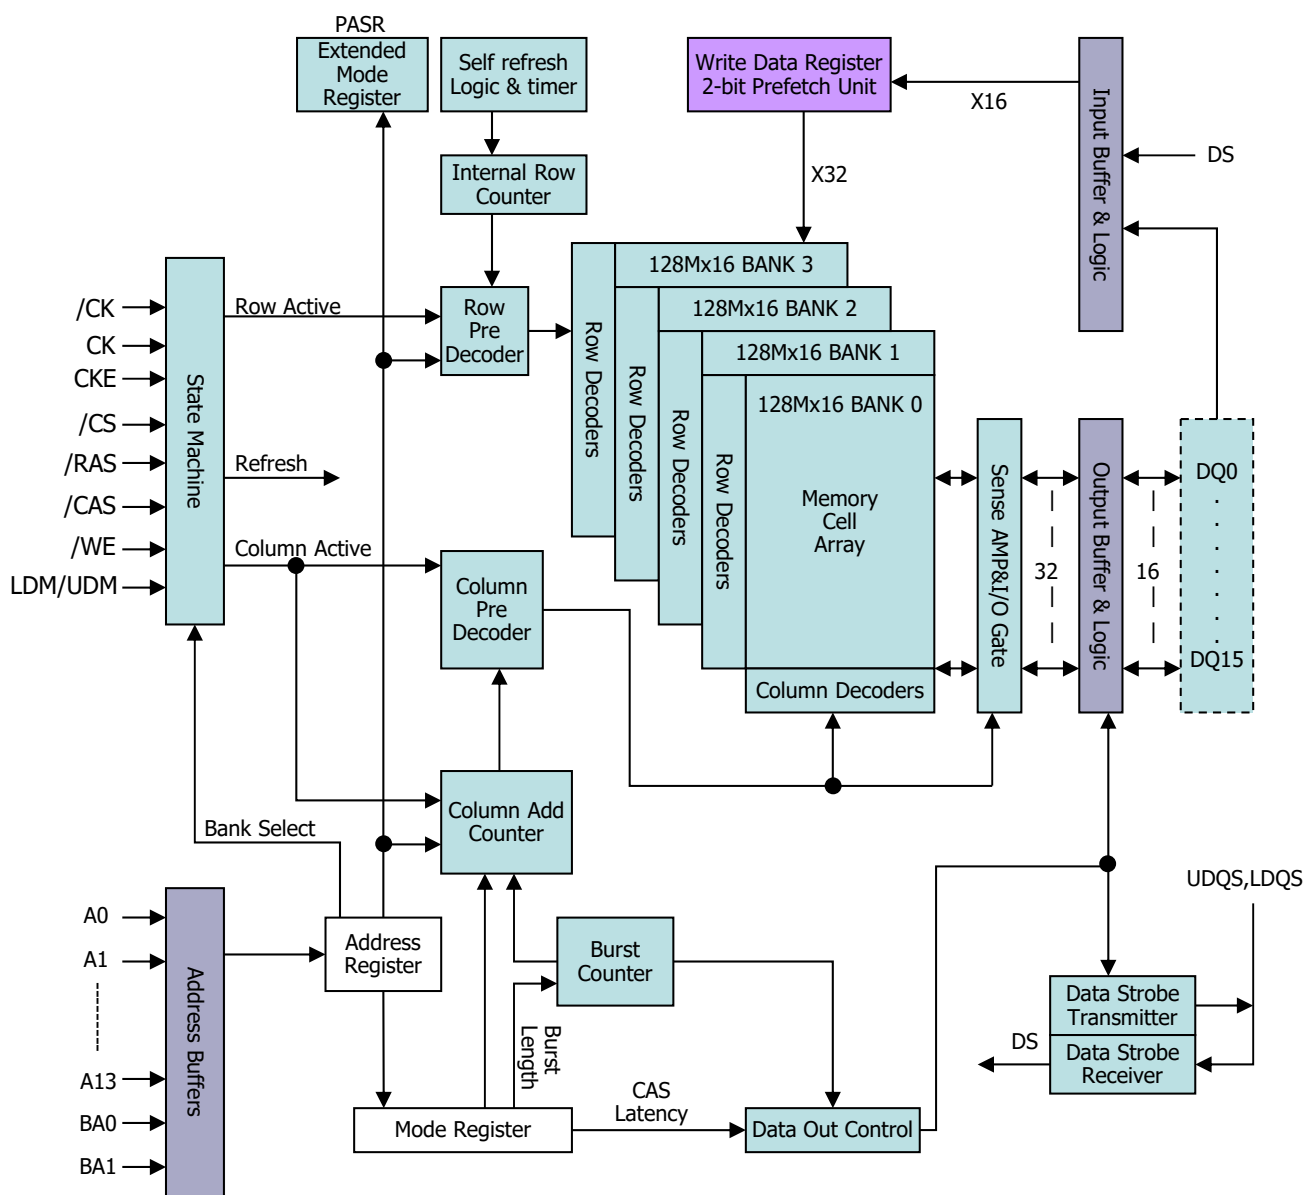 PASR
Extended
Mode
Register
Self refresh
Logic & timer
Write Data Register
2-bit Prefetch Unit
X16
Input Buffer & Logic
DS
Internal Row
Counter
X32
128Mx16 BANK 3
128Mx16 BANK 2
128Mx16 BANK 1
128Mx16 BANK 0
Row Decoders
Row Decoders
Row Decoders
Row Decoders
Row
Pre
Decoder
/CK
CK
CKE
/CS
/RAS
/CAS
/WE
LDM/UDM
State Machine
Row Active
Refresh
Column Active
Memory
Cell
Array
Column Decoders
Sense AMP&I/O Gate
32
Output Buffer & Logic
16
DQ0
DQ15
Column
Pre
Decoder
Column Add
Counter
Bank Select
A0
A1
A13
BA0
BA1
Address Buffers
Address
Register
Burst
Counter
Burst
Length
Mode Register
CAS
Latency
Data Out Control
UDQS,LDQS
Data Strobe
Transmitter
Data Strobe
Receiver
DS